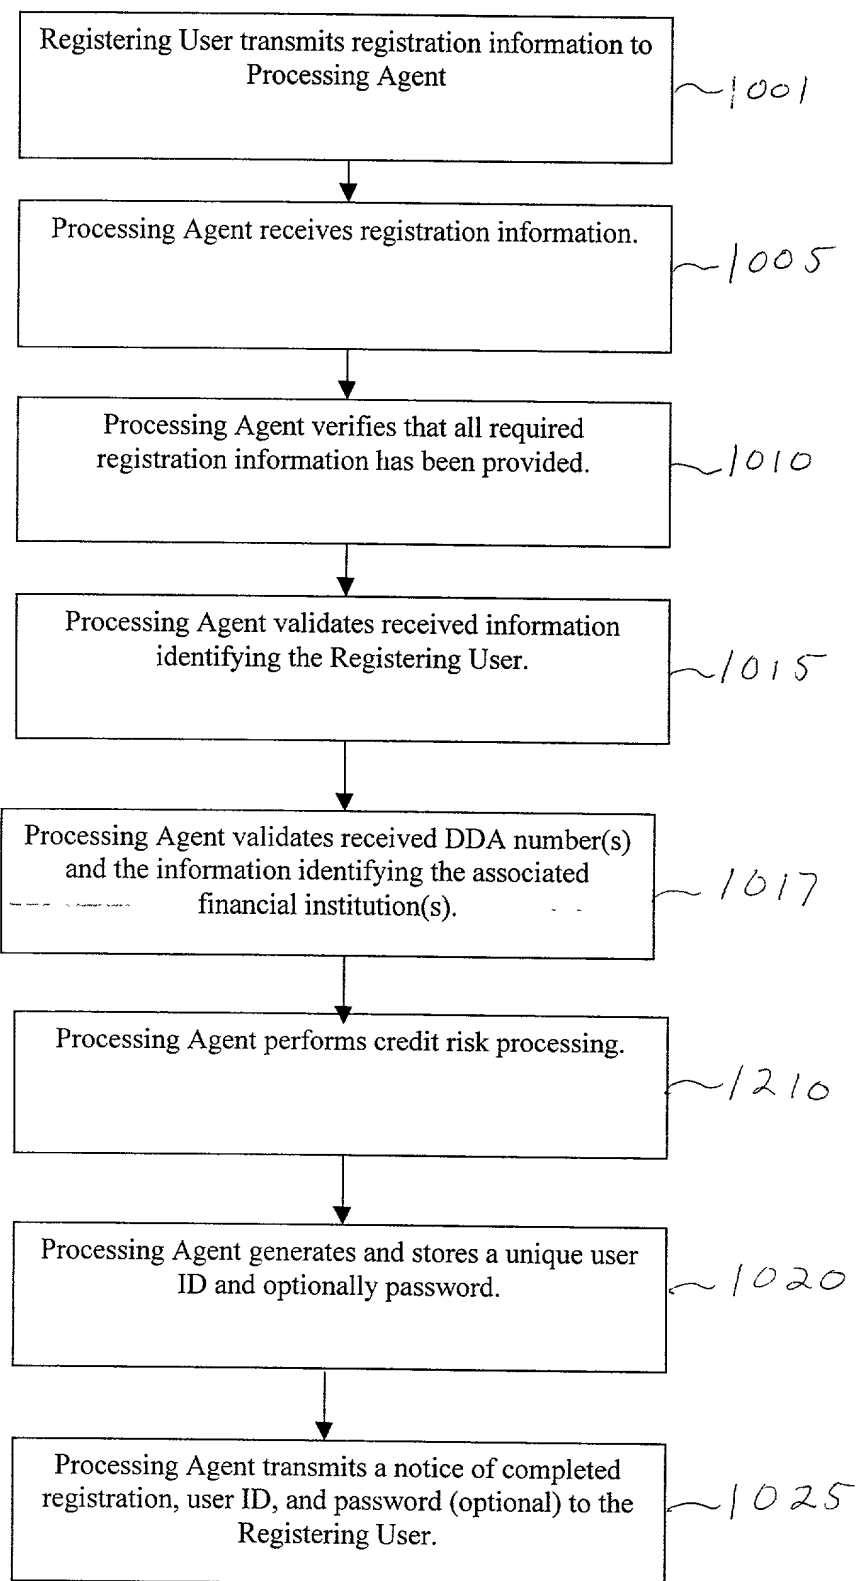 Registering User transmits registration information to
Processing Agent
1001
Processing Agent receives registration information.
1005
Processing Agent verifies that all required
registration information has been provided.
1010
Processing Agent validates received information
identifying the Registering User.
1015
Processing Agent validates received DDA number(s)
and the information identifying the associated
financial institution(s).
1017
Processing Agent performs credit risk processing.
1210
Processing Agent generates and stores a unique user
ID and optionally password.
1020
Processing Agent transmits a notice of completed
registration, user ID, and password (optional) to the
Registering User.
1025